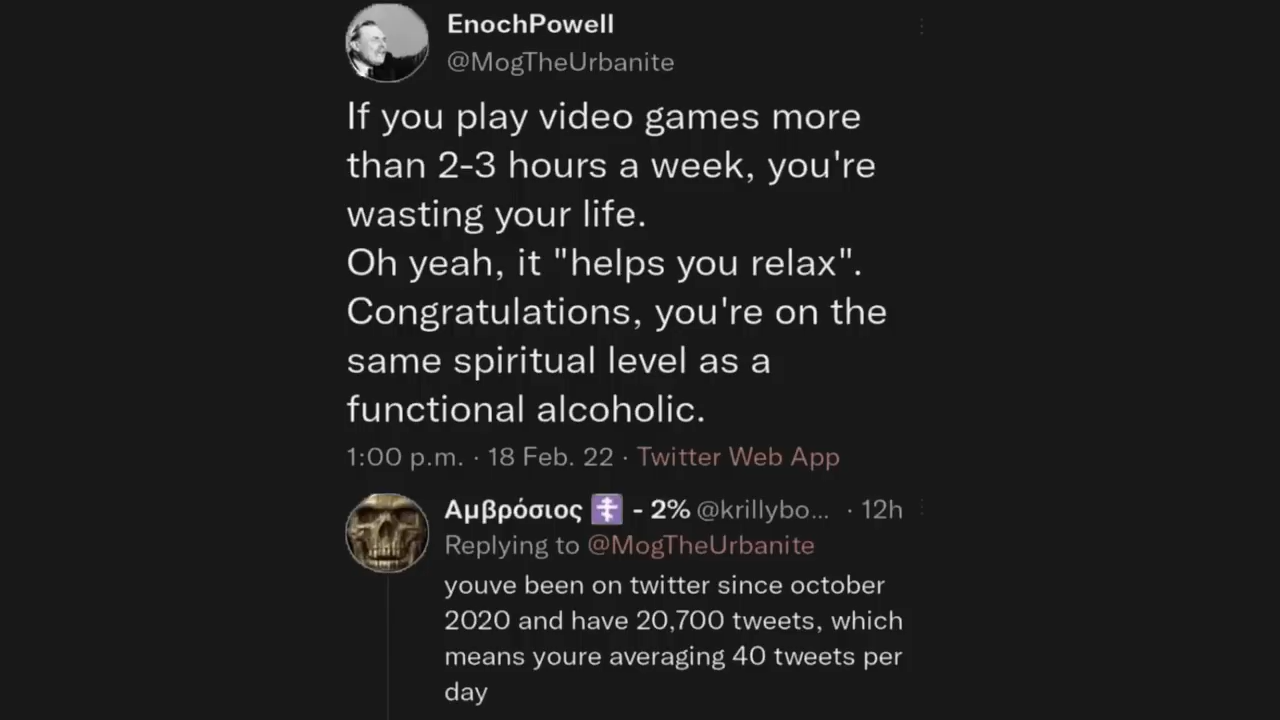 EnochPowell
@MogTheUrbanite
If you play video games more
than 2-3 hours a week, you're
wasting your life.
Oh yeah, it "helps you relax".
Congratulations, you're on the
same spiritual level as a
functional alcoholic.
1:00 p.m. · 18 Feb. 22 · Twitter Web App
Αμβρόσιος ☦️ - 2% @krillybo... · 12h
Replying to @MogTheUrbanite
youve been on twitter since october
2020 and have 20,700 tweets, which
means youre averaging 40 tweets per
day